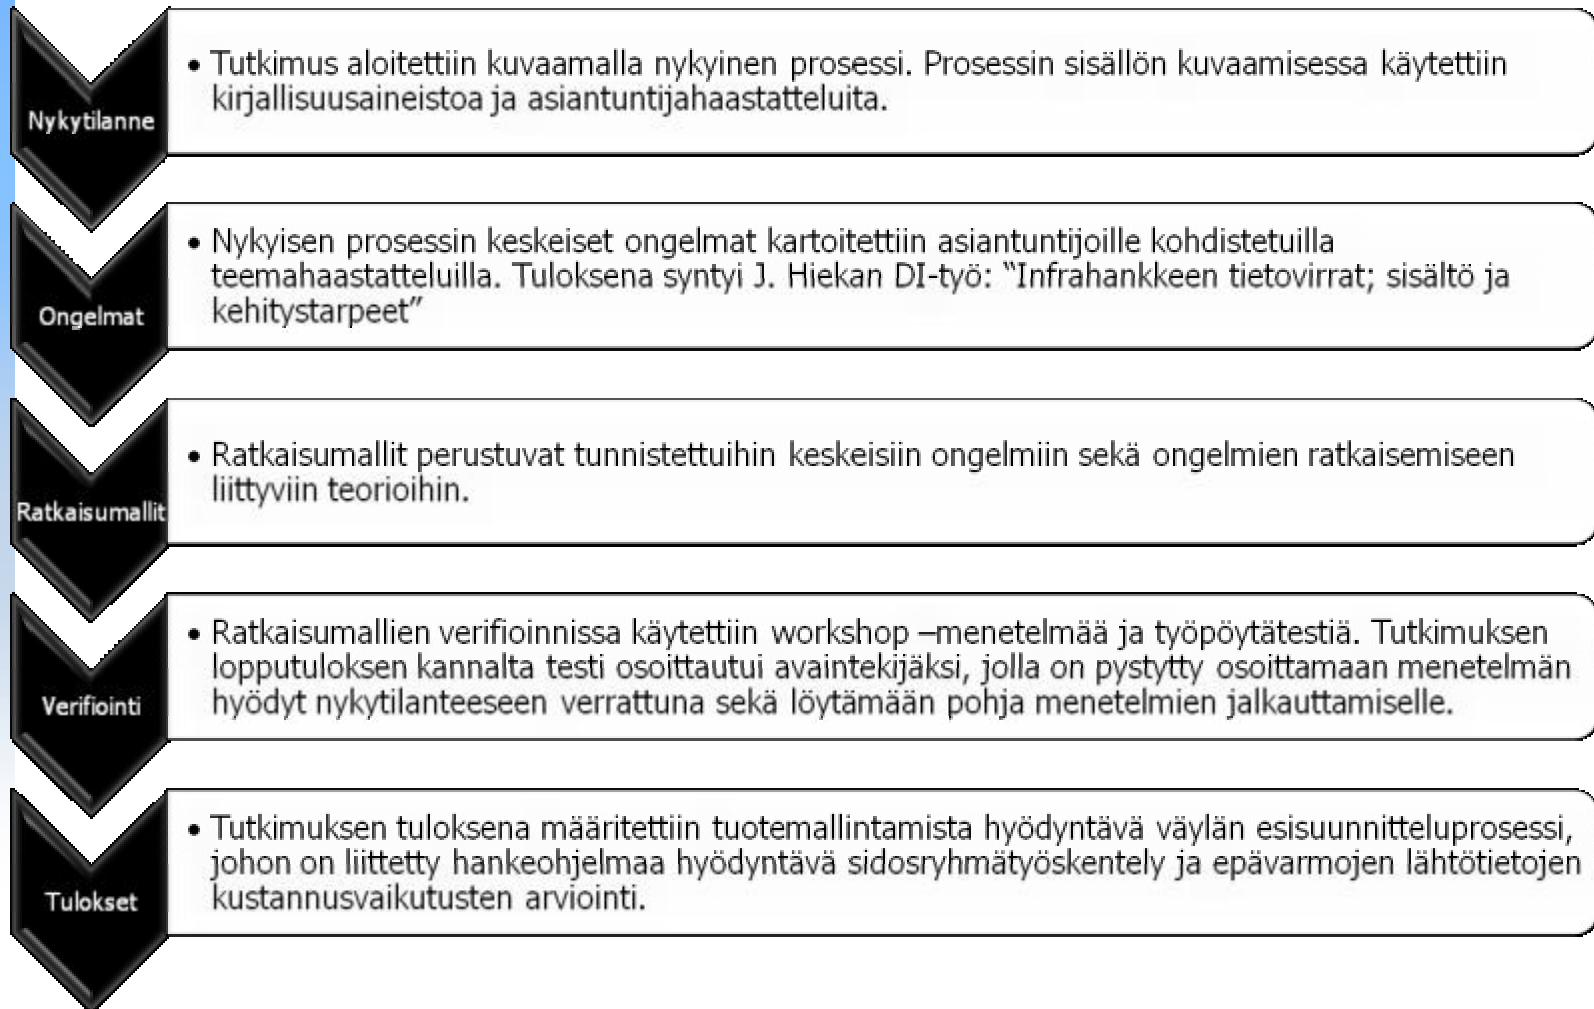 Nykytilanne
• Tutkimus aloitettiin kuvaamalla nykyinen prosessi. Prosessin sisällön kuvaamisessa käytettiin
kirjallisuusaineistoa ja asiantuntijahaastatteluita.
Ongelmat
• Nykyisen prosessin keskeiset ongelmat kartoitettiin asiantuntijoille kohdistetuilla
teemahaastatteluilla. Tuloksena syntyi J. Hiekan DI-työ: “Infrahankkeen tietovirrat; sisältö ja
kehitystarpeet”
Ratkaisumallit
• Ratkaisumallit perustuvat tunnistettuihin keskeisiin ongelmiin sekä ongelmien ratkaisemiseen
liittyviin teorioihin.
Verifiointi
• Ratkaisumallien verifioinnissa käytettiin workshop –menetelmää ja työpöytätestiä. Tutkimuksen
lopputuloksen kannalta testi osoittautui avaintekijäksi, jolla on pystytty osoittamaan menetelmän
hyödyt nykytilanteeseen verrattuna sekä löytämään pohja menetelmien jalkauttamiselle.
Tulokset
• Tutkimuksen tuloksena määritettiin tuotemallintamista hyödyntävä väylän esisuunnitteluprosessi,
johon on liittetty hankeohjelmaa hyödyntävä sidosryhmätyöskentely ja epävarmojen lähtötietojen
kustannusvaikutusten arviointi.